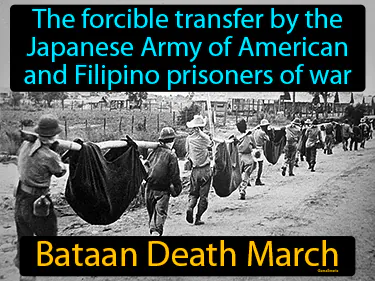 The forcible transfer by the
Japanese Army of American
and Filipino prisoners of war
Bataan Death March